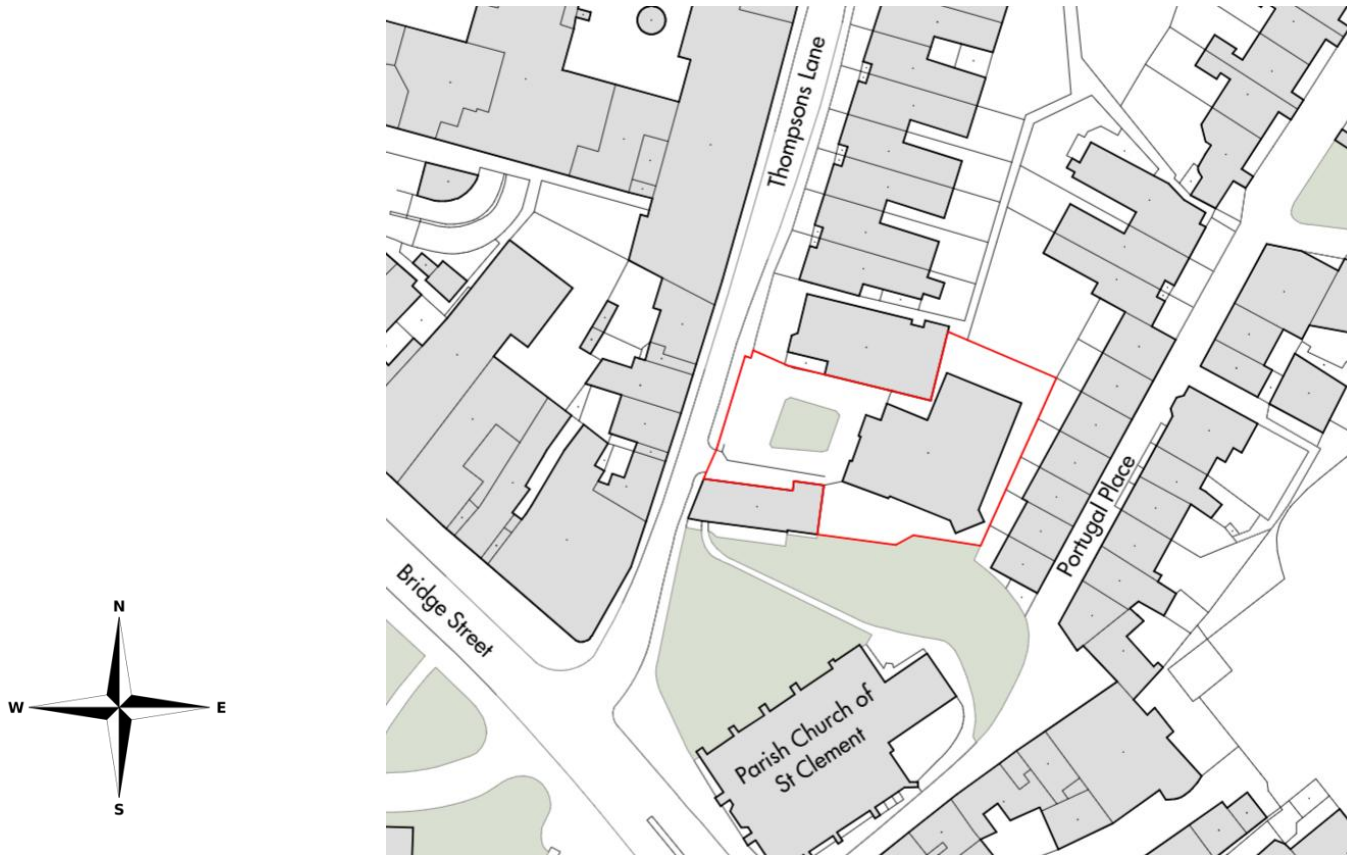 Thompsons Lane
Portugal Place
Bridge Street
N
W
E
S
Parish Church of
St Clement